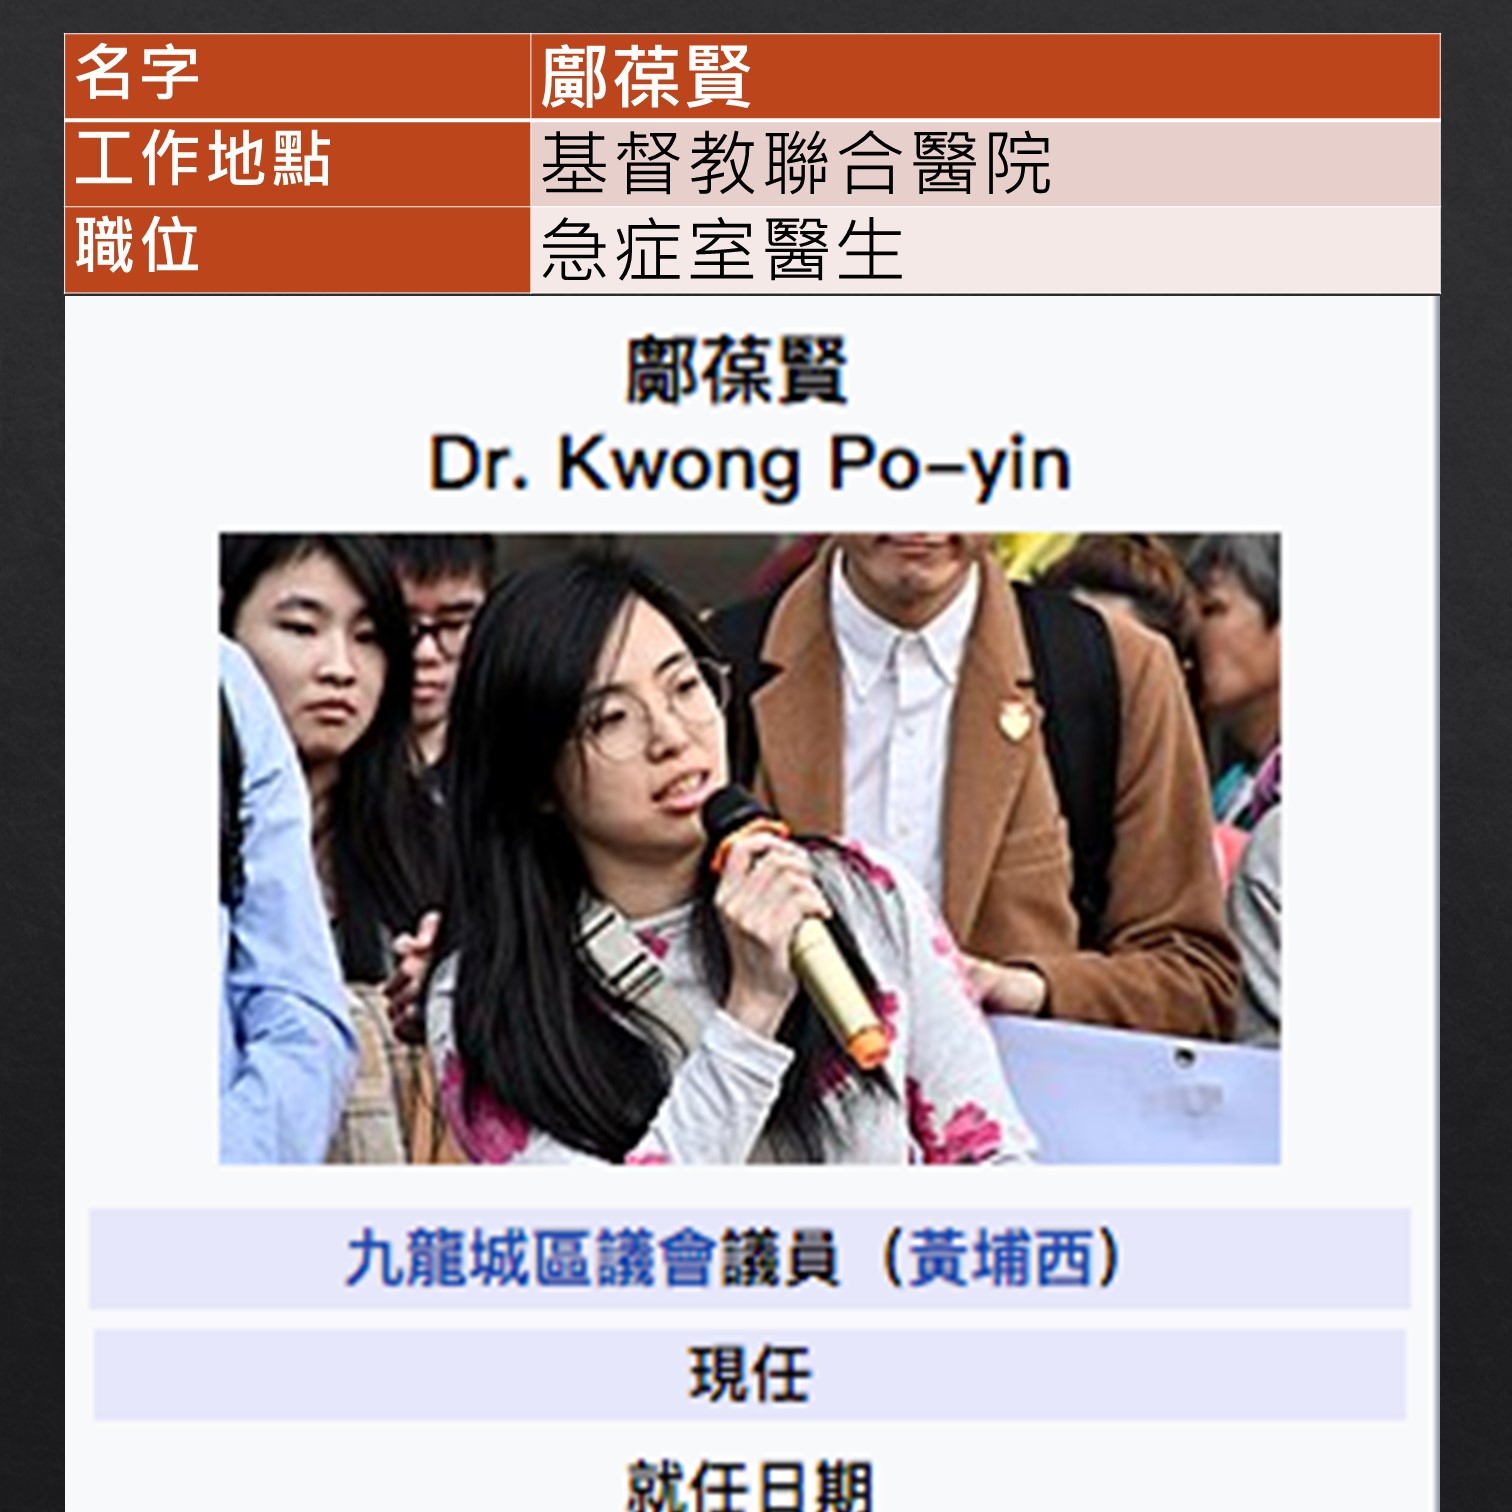 名字 鄺葆賢
工作地點 基督教聯合醫院
職位 急症室醫生
鄺葆賢
Dr. Kwong Po-yin
九龍城區議會議員（黃埔西）
現任
就任日期